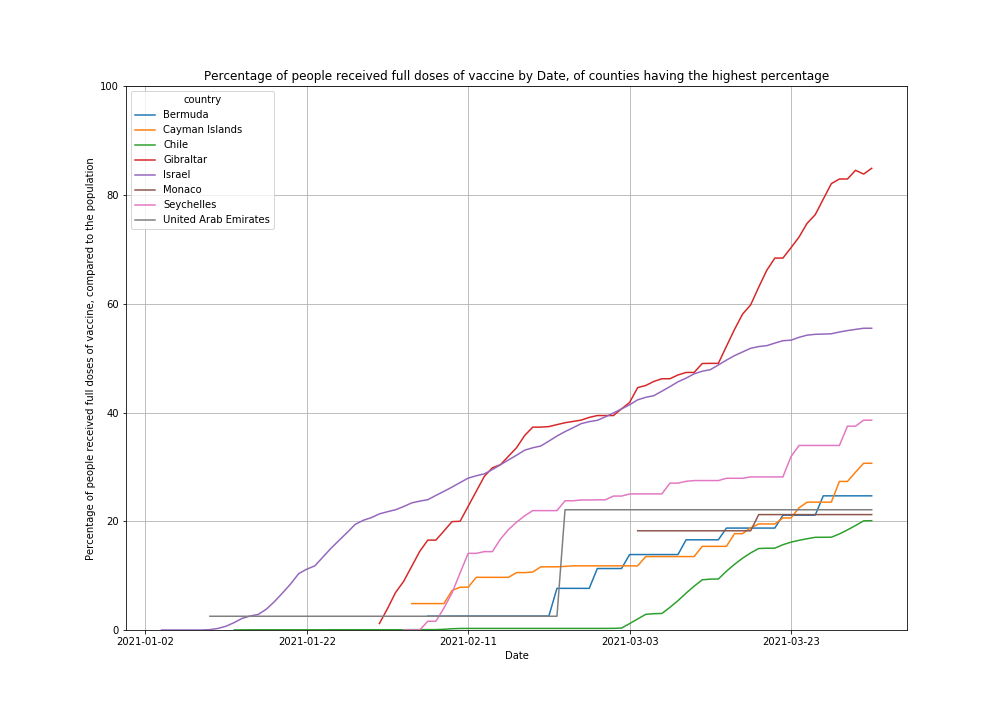 Percentage of people received full doses of vaccine by Date, of counties having the highest percentage
country
Bermuda
Cayman Islands
Chile
Gibraltar
Israel
Monaco
Seychelles
United Arab Emirates
Percentage of people received full doses of vaccine, compared to the population
100
80
60
40
20
0
2021-01-02 2021-01-22 2021-02-11 2021-03-03 2021-03-23
Date